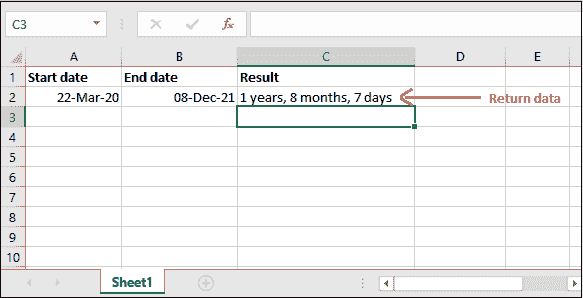 C3 fx
A B C D E
1 Start date End date Result
2 22-Mar-20 08-Dec-21 1 years, 8 months, 7 days Return data
3
4
5
6
7
8
9
10
Sheet1